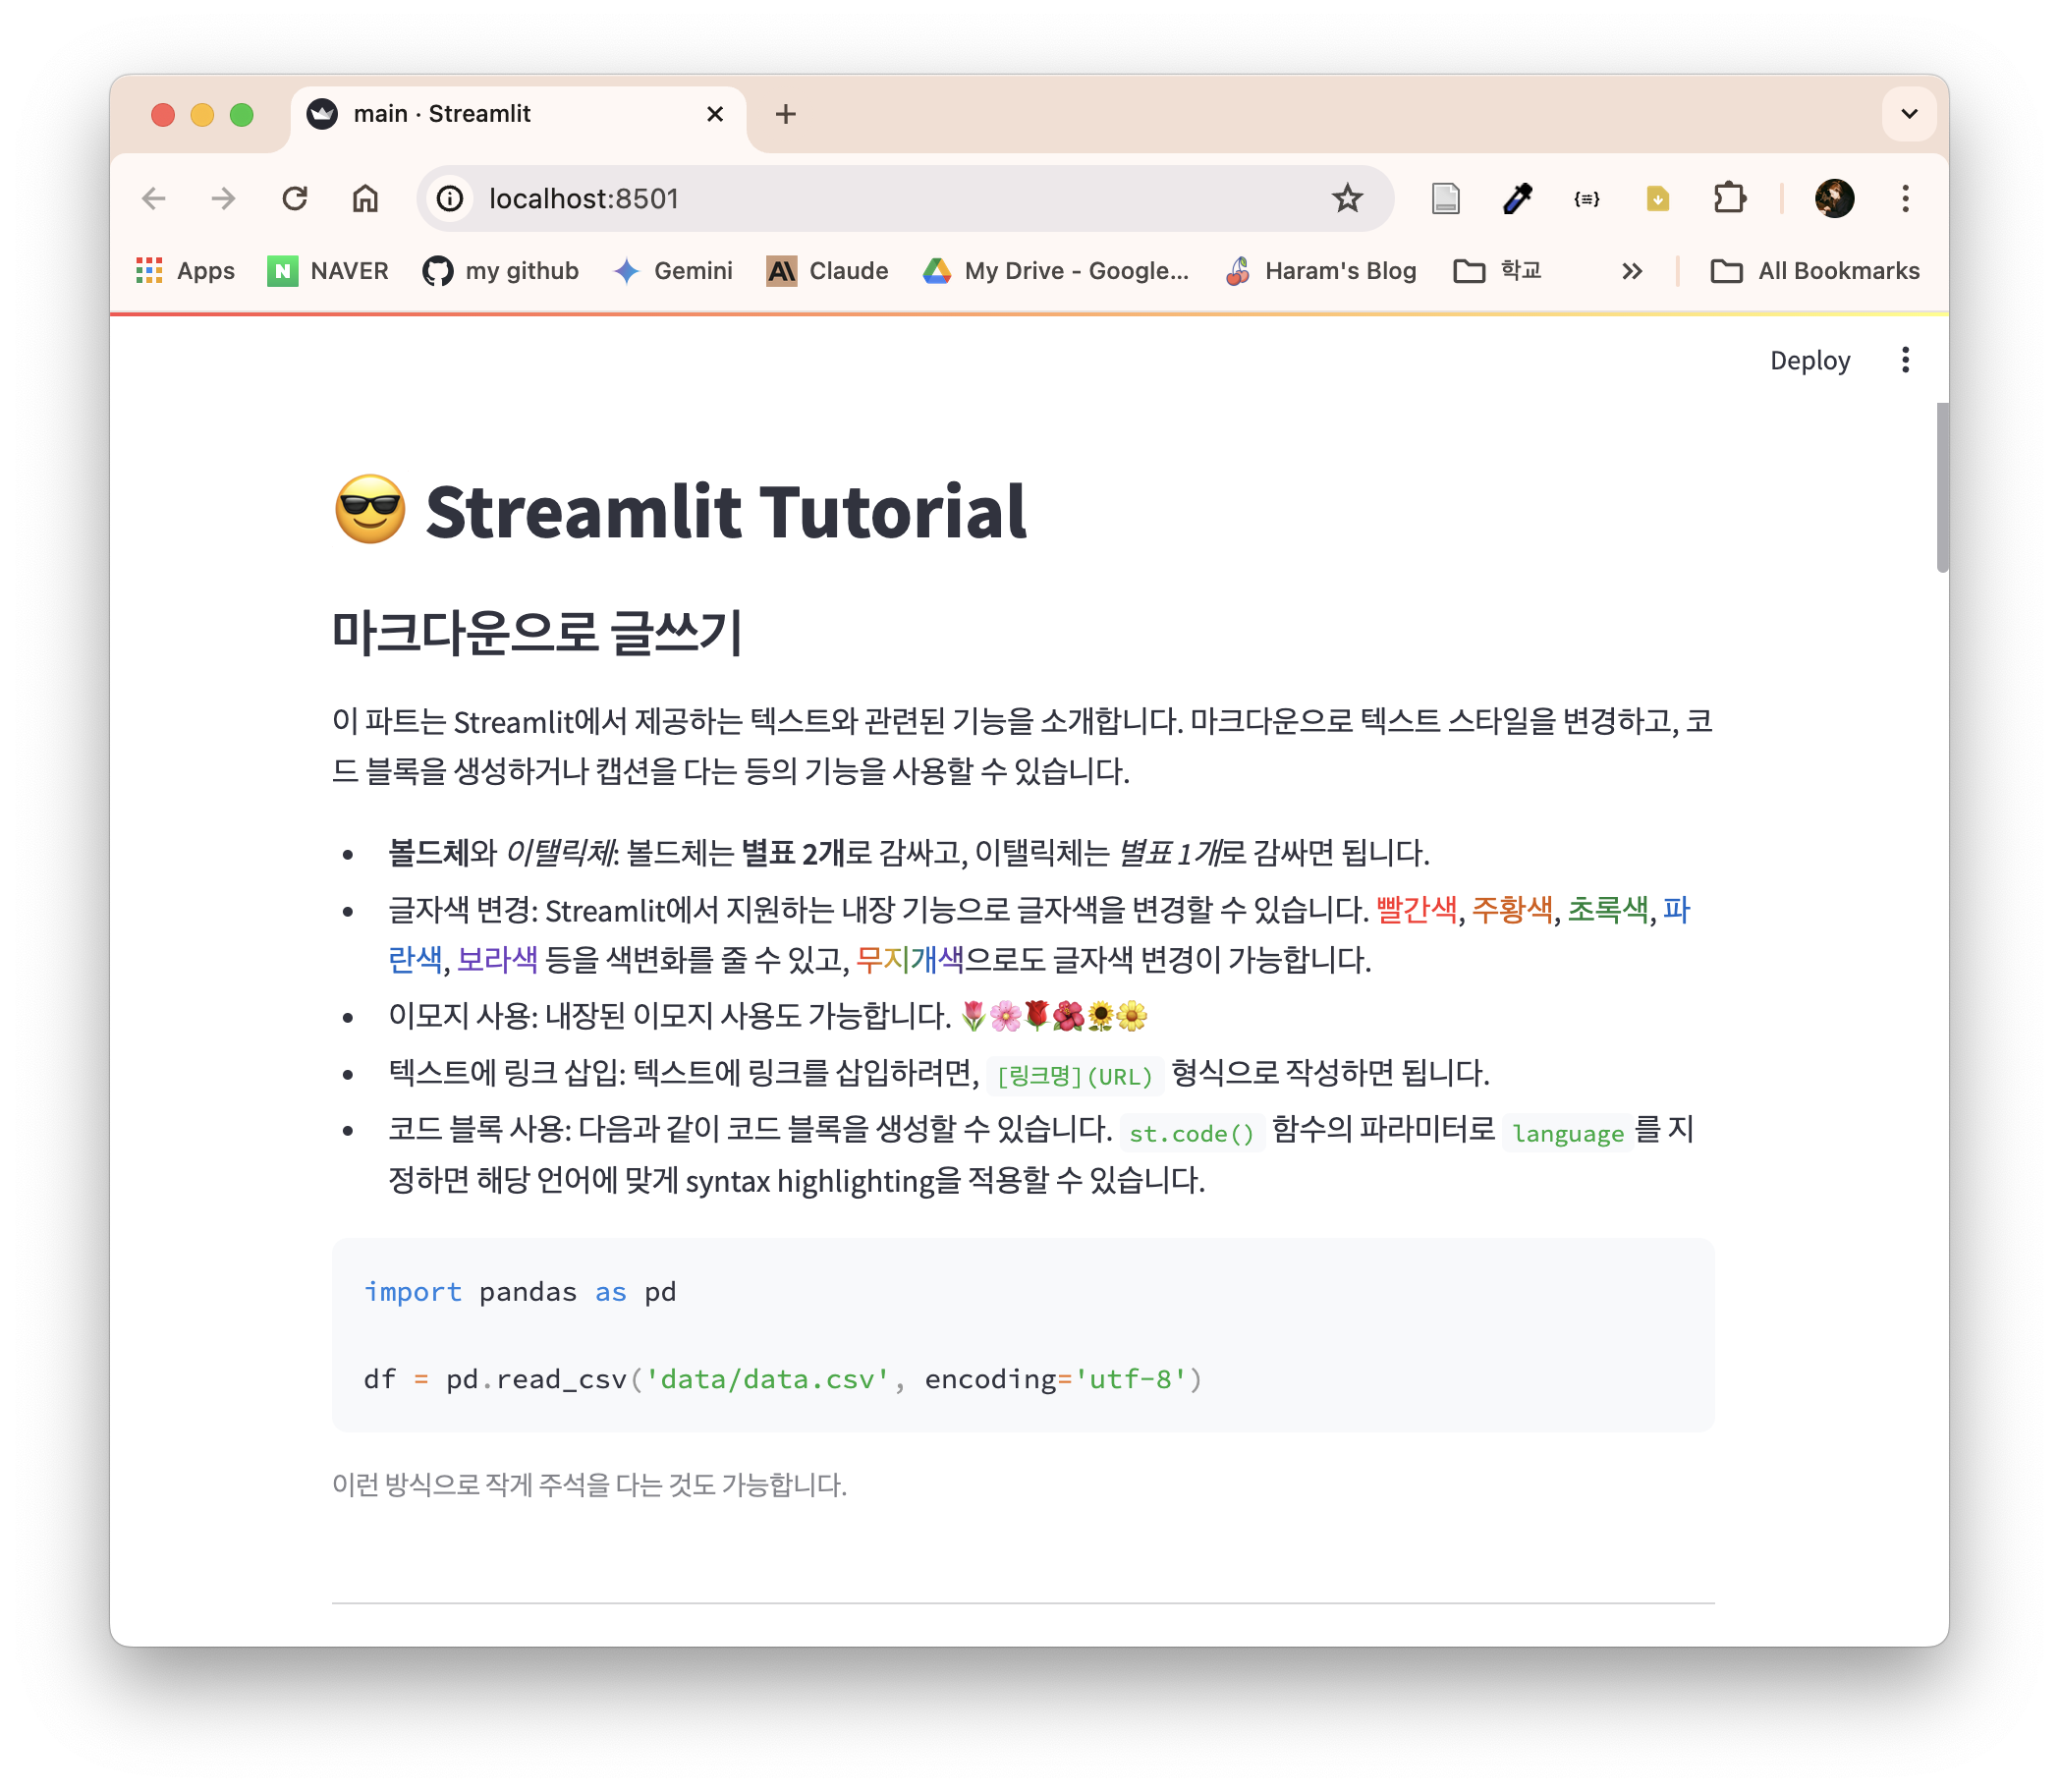 main · Streamlit
localhost:8501
Apps NAVER my github Gemini Claude My Drive - Google... Haram's Blog 학교 All Bookmarks
Deploy
😎 Streamlit Tutorial
마크다운으로 글쓰기
이 파트는 Streamlit에서 제공하는 텍스트와 관련된 기능을 소개합니다. 마크다운으로 텍스트 스타일을 변경하고, 코
드 블록을 생성하거나 캡션을 다는 등의 기능을 사용할 수 있습니다.
• 볼드체와 이탤릭체: 볼드체는 별표 2개로 감싸고, 이탤릭체는 별표 1개로 감싸면 됩니다.
• 글자색 변경: Streamlit에서 지원하는 내장 기능으로 글자색을 변경할 수 있습니다. 빨간색, 주황색, 초록색, 파
란색, 보라색 등을 색변화를 줄 수 있고, 무지개색으로도 글자색 변경이 가능합니다.
• 이모지 사용: 내장된 이모지 사용도 가능합니다. 🌷🌸🌹🌺🌻🌼
• 텍스트에 링크 삽입: 텍스트에 링크를 삽입하려면, [링크명](URL) 형식으로 작성하면 됩니다.
• 코드 블록 사용: 다음과 같이 코드 블록을 생성할 수 있습니다. st.code() 함수의 파라미터로 language 를 지
정하면 해당 언어에 맞게 syntax highlighting을 적용할 수 있습니다.
import pandas as pd
df = pd.read_csv('data/data.csv', encoding='utf-8')
이런 방식으로 작게 주석을 다는 것도 가능합니다.